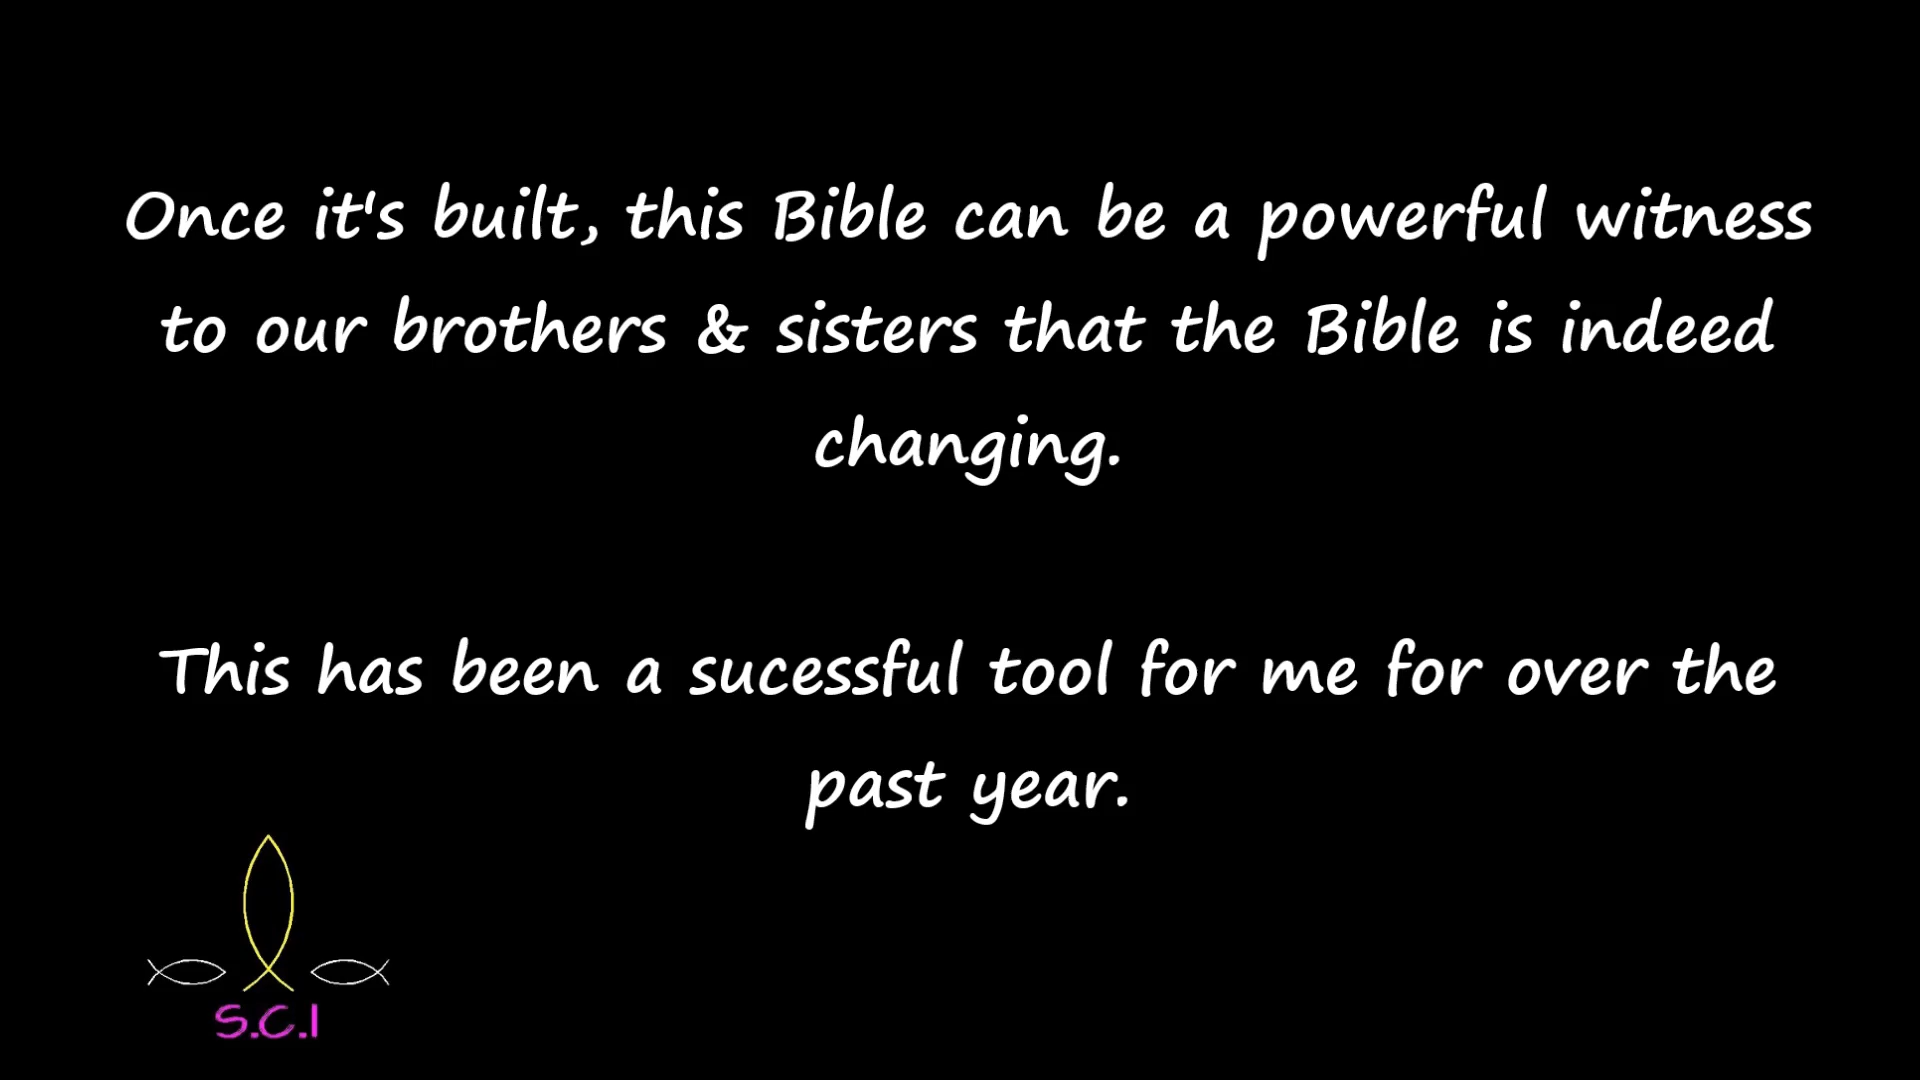 Once it's built, this Bible can be a powerful witness
to our brothers & sisters that the Bible is indeed
changing.
This has been a sucessful tool for me for over the
past year.
S.C.I